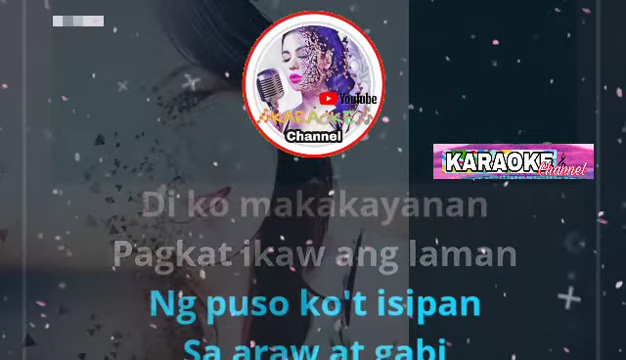 YouTube
KARAOKE
Channel
KARAOKE
Channel
Di ko makakayanan
Pagkat ikaw ang laman
Ng puso ko't isipan
Sa araw at gabi